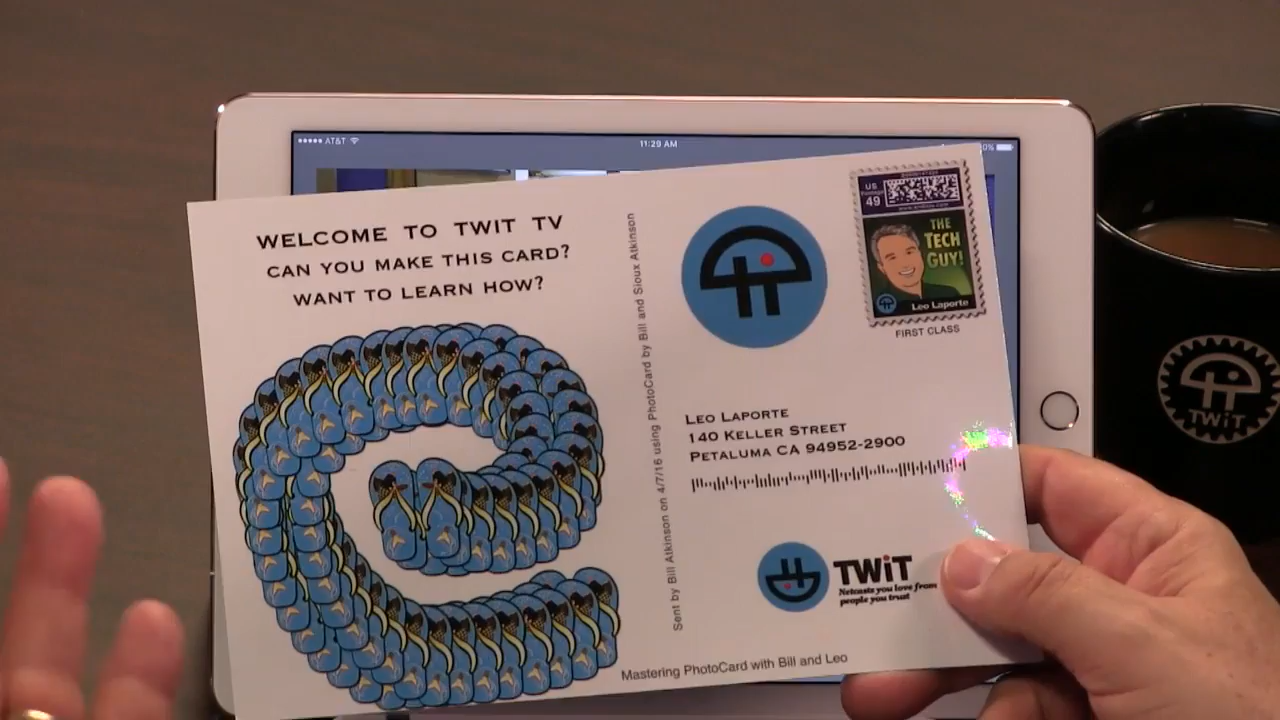 AT&T
11:29 AM
0%
WELCOME TO TWIT TV
CAN YOU MAKE THIS CARD?
WANT TO LEARN HOW?
Sent by Bill Atkinson on 4/7/16 using PhotoCard by Bill and Sioux Atkinson
US
Postage
49
THE
TECH
GUY!
Leo Laporte
FIRST CLASS
LEO LAPORTE
140 KELLER STREET
PETALUMA CA 94952-2900
TWiT
Netcasts you love from
people you trust
Mastering PhotoCard with Bill and Leo
TWiT